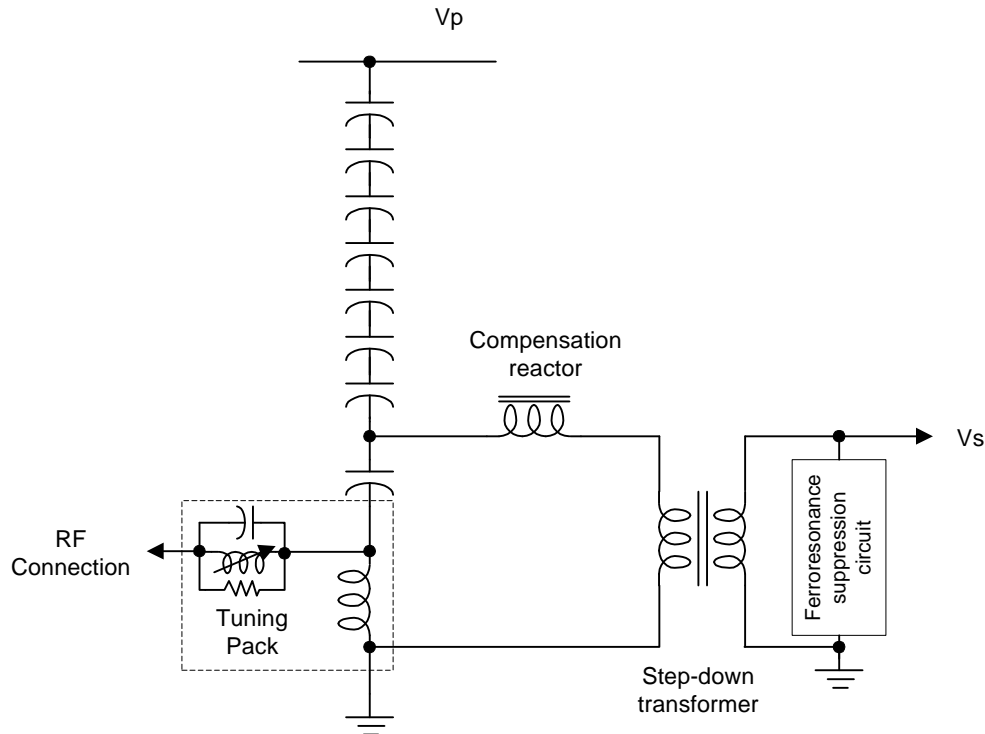 Vp
Compensation
reactor
Vs
RF
Connection
Tuning
Pack
Ferroresonance
suppression
circuit
Step-down
transformer